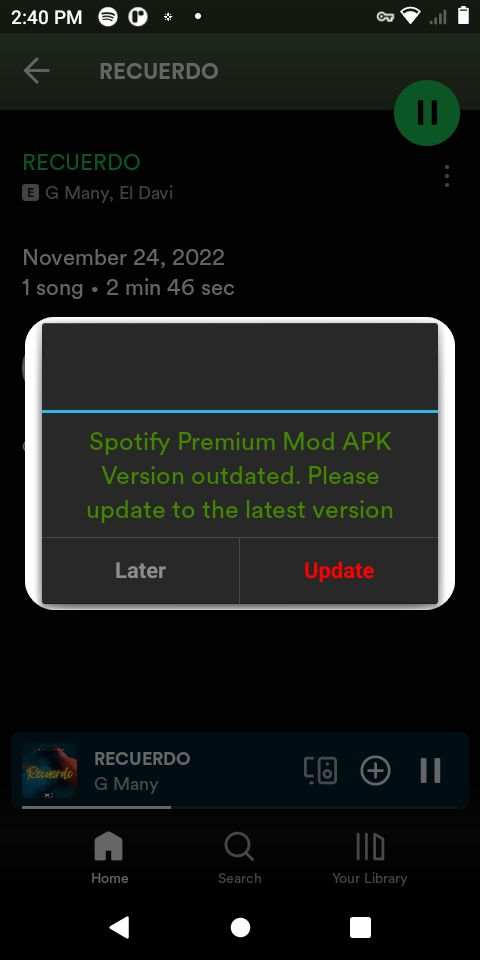 2:40 PM
RECUERDO
RECUERDO
E G Many, El Davi
November 24, 2022
1 song • 2 min 46 sec
Spotify Premium Mod APK
Version outdated. Please
update to the latest version
Later
Update
Recuerdo
RECUERDO
G Many
Home
Search
Your Library